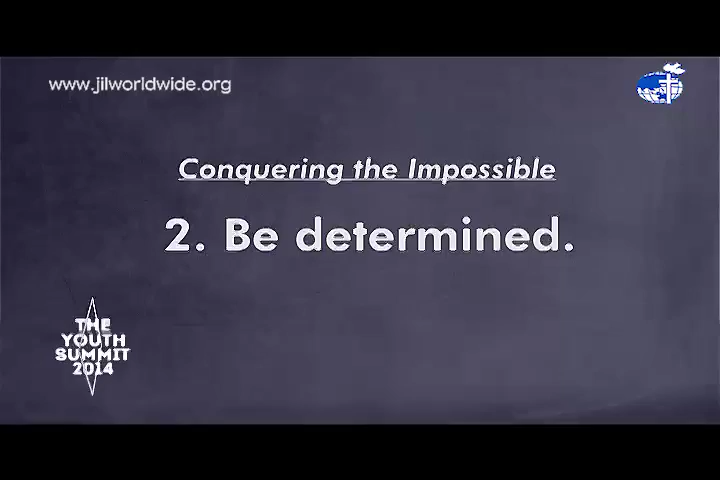 www.jilworldwide.org
Conquering the Impossible
2. Be determined.
THE
YOUTH
SUMMIT
2014